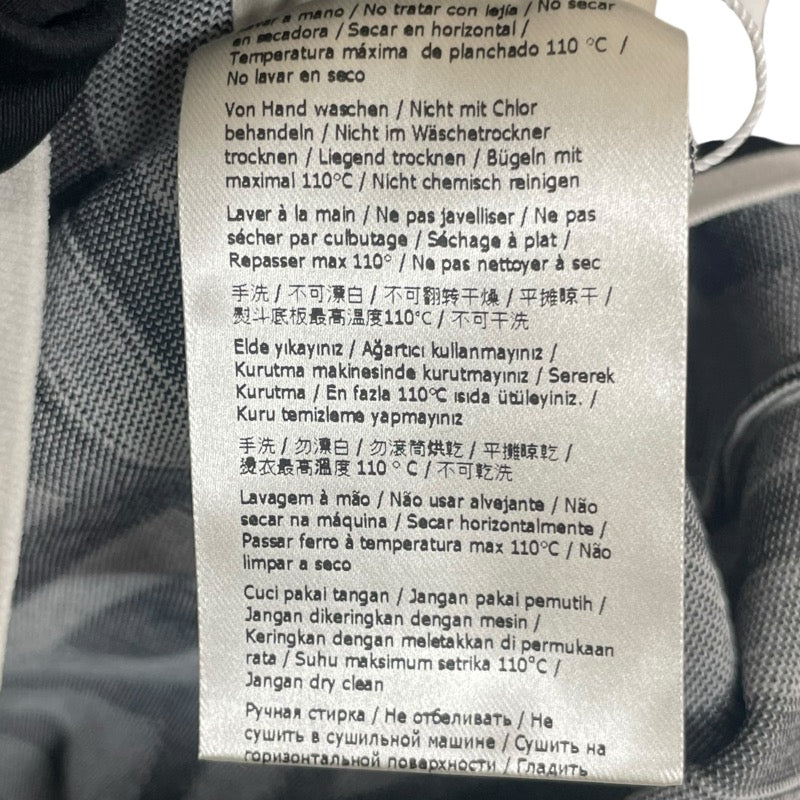 Lavar a mano / No tratar con lejía / No secar
en secadora / Secar en horizontal /
Temperatura máxima de planchado 110 °C /
No lavar en seco
Von Hand waschen / Nicht mit Chlor
behandeln / Nicht im Wäschetrockner
trocknen / Liegend trocknen / Bügeln mit
maximal 110°C / Nicht chemisch reinigen
Laver à la main / Ne pas javelliser / Ne pas
sécher par culbutage / Séchage à plat /
Repasser max 110° / Ne pas nettoyer à sec
手洗 / 不可漂白 / 不可翻转干燥 / 平摊晾干 /
熨斗底板最高温度110°C / 不可干洗
Elde yıkayınız / Ağartıcı kullanmayınız /
Kurutma makinesinde kurutmayınız / Sererek
Kurutma / En fazla 110°C ısıda ütüleyiniz. /
Kuru temizleme yapmayınız
手洗 / 勿漂白 / 勿滾筒烘乾 / 平攤晾乾 /
燙衣最高溫度 110 ° C / 不可乾洗
Lavagem à mão / Não usar alvejante / Não
secar na máquina / Secar horizontalmente /
Passar ferro à temperatura max 110°C / Não
limpar a seco
Cuci pakai tangan / Jangan pakai pemutih /
Jangan dikeringkan dengan mesin /
Keringkan dengan meletakkan di permukaan
rata / Suhu maksimum setrika 110°C /
Jangan dry clean
Ручная стирка / Не отбеливать / Не
сушить в сушильной машине / Сушить на
горизонтальной поверхности / Гладить